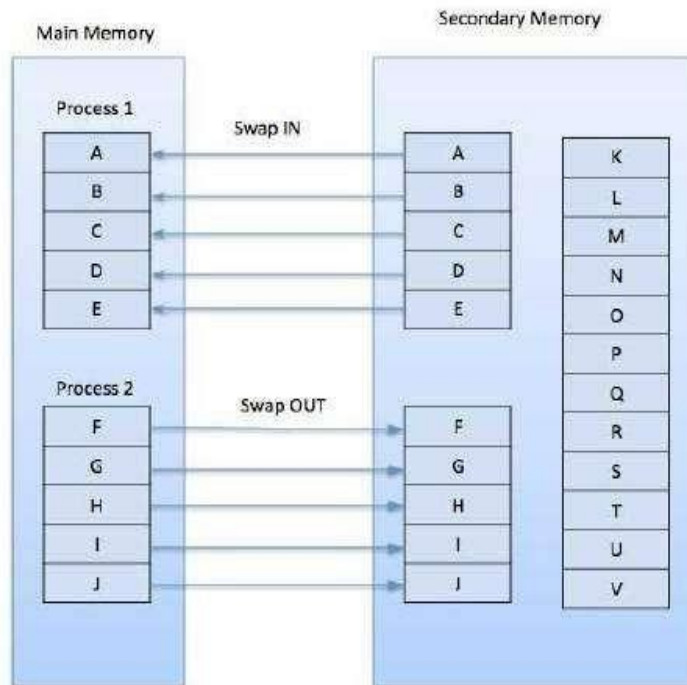 Main Memory
Secondary Memory
Process 1
Swap IN
A
B
C
D
E
A
B
C
D
E
Process 2
Swap OUT
F
G
H
I
J
F
G
H
I
J
K
L
M
N
O
P
Q
R
S
T
U
V